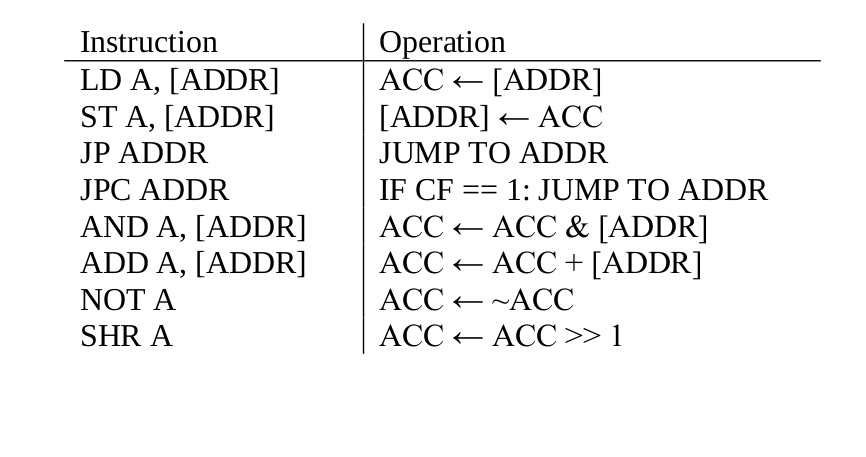 Instruction Operation
LD A, [ADDR] ACC ← [ADDR]
ST A, [ADDR] [ADDR] ← ACC
JP ADDR JUMP TO ADDR
JPC ADDR IF CF == 1: JUMP TO ADDR
AND A, [ADDR] ACC ← ACC & [ADDR]
ADD A, [ADDR] ACC ← ACC + [ADDR]
NOT A ACC ← ~ACC
SHR A ACC ← ACC >> 1